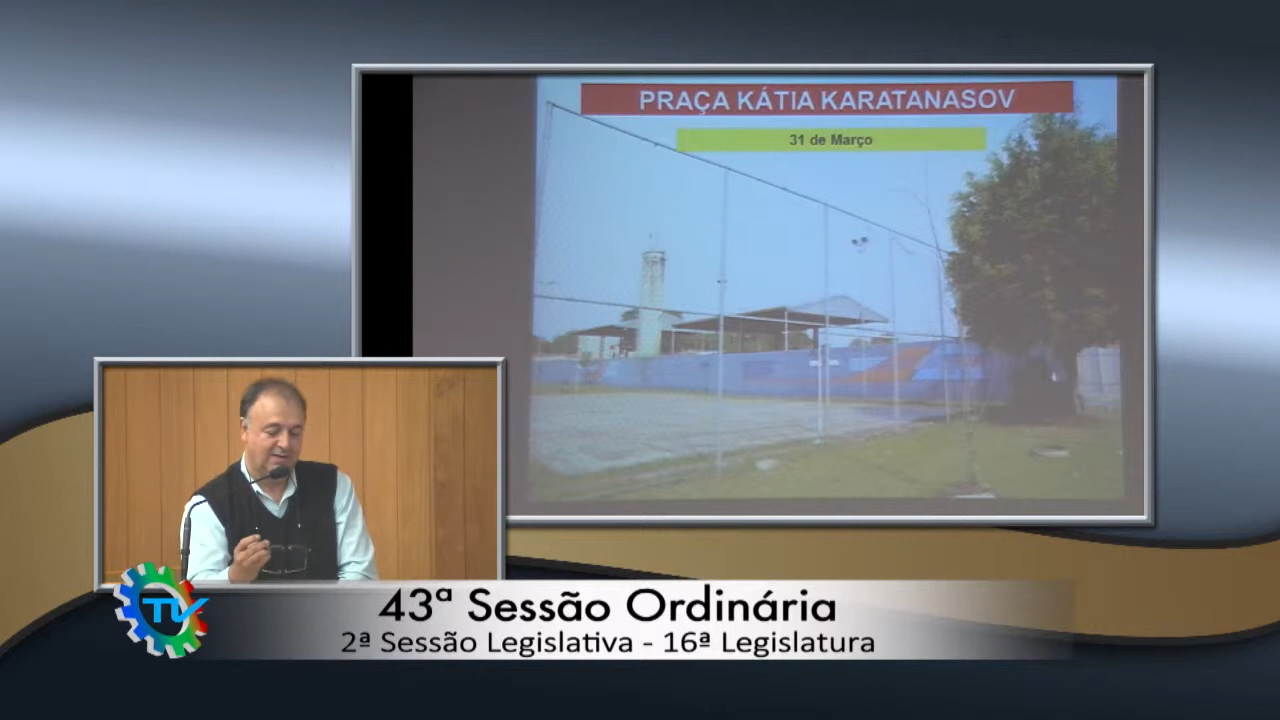 PRAÇA KÁTIA KARATANASOV
31 de Março
TV
43ª Sessão Ordinária
2ª Sessão Legislativa - 16ª Legislatura